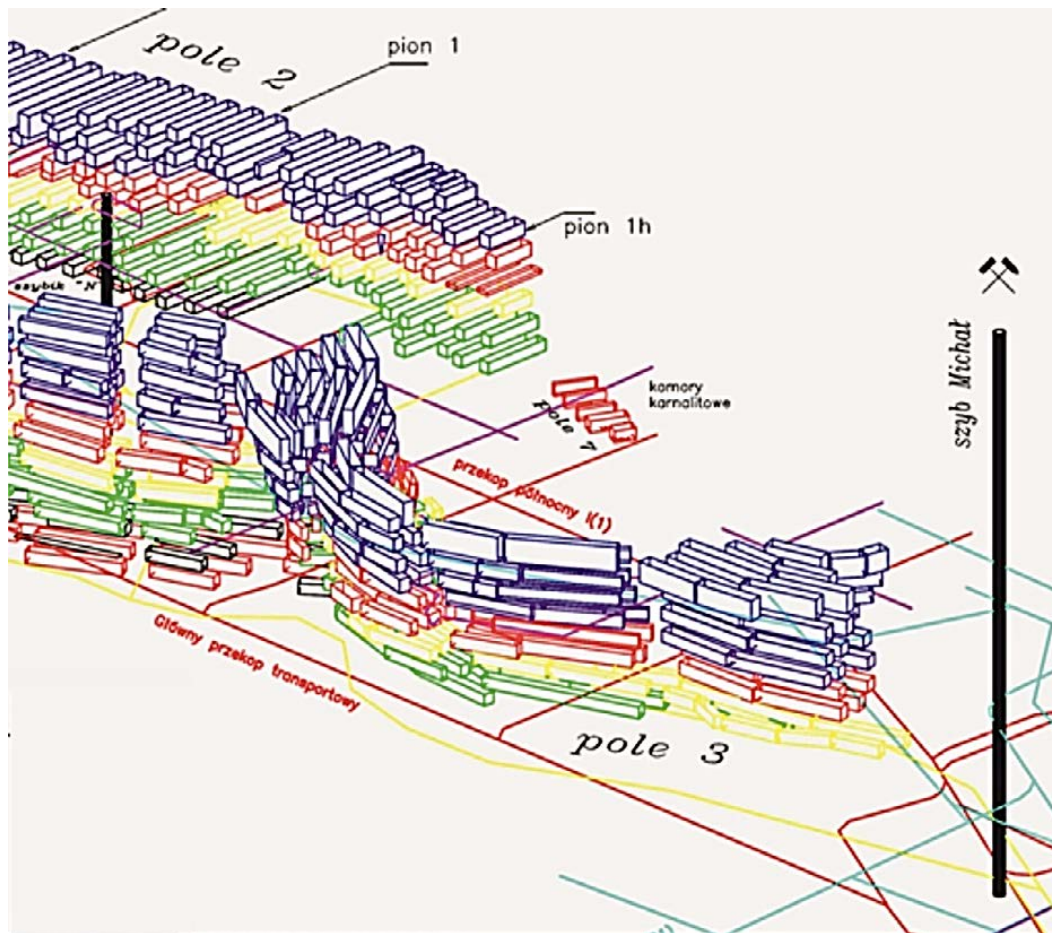 pole 2
pion 1
pion 1h
szybik "N"
szyb Michał
komory
karnalitowe
pole 7
przekop północny I(1)
Główny przekop transportowy
pole 3